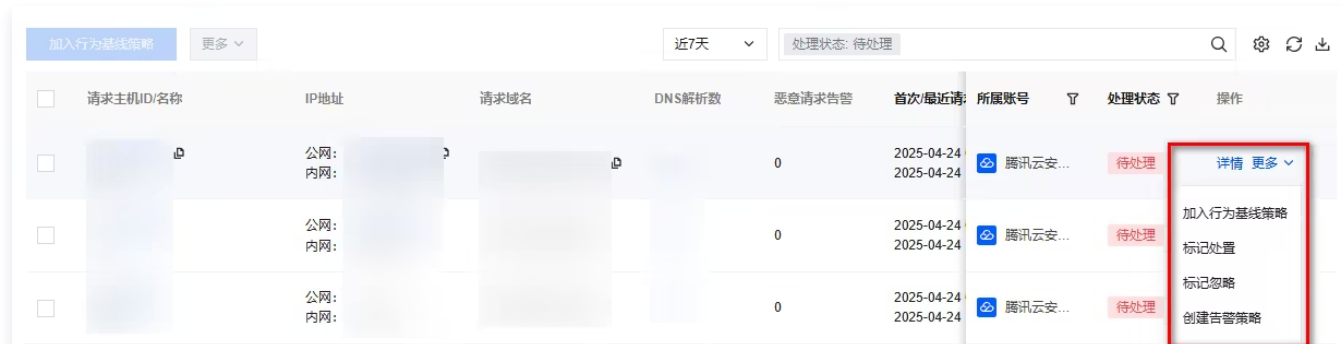 加入行为基线策略 更多 近7天 处理状态: 待处理
请求主机ID/名称 IP地址 请求域名 DNS解析数 恶意请求告警 首次/最近请 所属账号 处理状态 操作
公网: 0 2025-04-24 腾讯云安... 待处理 详情 更多
内网: 2025-04-24
加入行为基线策略
公网: 0 2025-04-24 腾讯云安... 待处理
内网: 2025-04-24
标记处置
标记忽略
公网: 0 2025-04-24 腾讯云安... 待处理
内网: 2025-04-24
创建告警策略